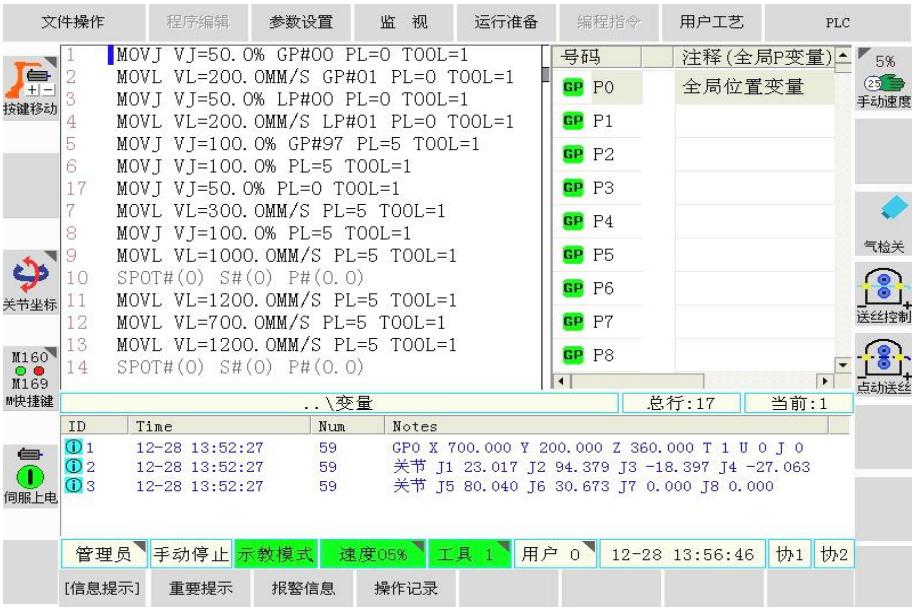 文件操作 程序编辑 参数设置 监 视 运行准备 编程指令 用户工艺 PLC
按键移动
关节坐标
M160
M169
M快捷键
伺服上电
1 MOVJ VJ=50.0% GP#00 PL=0 TOOL=1
2 MOVL VL=200.0MM/S GP#01 PL=0 TOOL=1
3 MOVJ VJ=50.0% LP#00 PL=0 TOOL=1
4 MOVL VL=200.0MM/S LP#01 PL=0 TOOL=1
5 MOVJ VJ=100.0% GP#97 PL=5 TOOL=1
6 MOVJ VJ=100.0% PL=5 TOOL=1
17 MOVJ VJ=50.0% PL=0 TOOL=1
7 MOVL VL=300.0MM/S PL=5 TOOL=1
8 MOVJ VJ=100.0% PL=5 TOOL=1
9 MOVL VL=1000.0MM/S PL=5 TOOL=1
10 SPOT#(0) S#(0) P#(0.0)
11 MOVL VL=1200.0MM/S PL=5 TOOL=1
12 MOVL VL=700.0MM/S PL=5 TOOL=1
13 MOVL VL=1200.0MM/S PL=5 TOOL=1
14 SPOT#(0) S#(0) P#(0.0)
号码 注释(全局P变量)
GP P0 全局位置变量
GP P1
GP P2
GP P3
GP P4
GP P5
GP P6
GP P7
GP P8
5%
25
手动速度
气检关
送丝控制
点动送丝
..\变量 总行:17 当前:1
ID Time Num Notes
1 12-28 13:52:27 59 GP0 X 700.000 Y 200.000 Z 360.000 T 1 U 0 J 0
2 12-28 13:52:27 59 关节 J1 23.017 J2 94.379 J3 -18.397 J4 -27.063
3 12-28 13:52:27 59 关节 J5 80.040 J6 30.673 J7 0.000 J8 0.000
管理员 手动停止 示教模式 速度05% 工具 1 用户 0 12-28 13:56:46 协1 协2
[信息提示] 重要提示 报警信息 操作记录